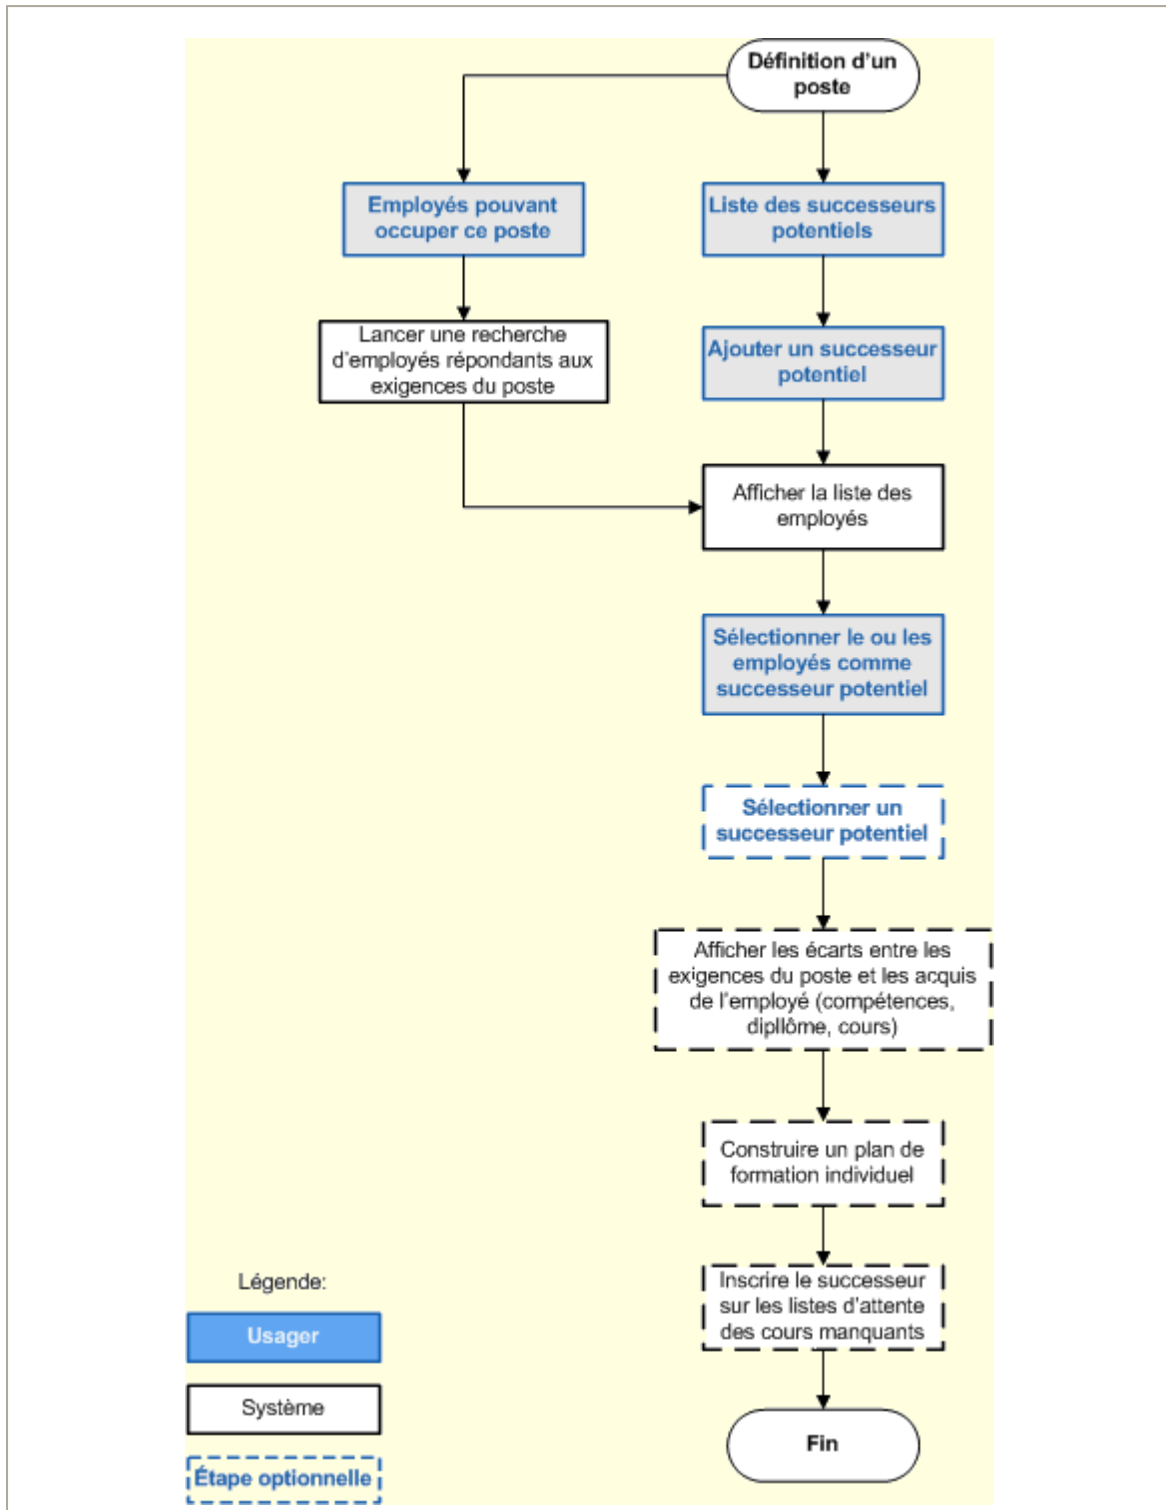 Définition d'un
poste
Employés pouvant
occuper ce poste
Liste des successeurs
potentiels
Lancer une recherche
d'employés répondants aux
exigences du poste
Ajouter un successeur
potentiel
Afficher la liste des
employés
Sélectionner le ou les
employés comme
successeur potentiel
Sélectionner un
successeur potentiel
Afficher les écarts entre les
exigences du poste et les acquis
de l'employé (compétences,
dipllôme, cours)
Construire un plan de
formation individuel
Inscrire le successeur
sur les listes d'attente
des cours manquants
Fin
Légende:
Usager
Système
Étape optionnelle